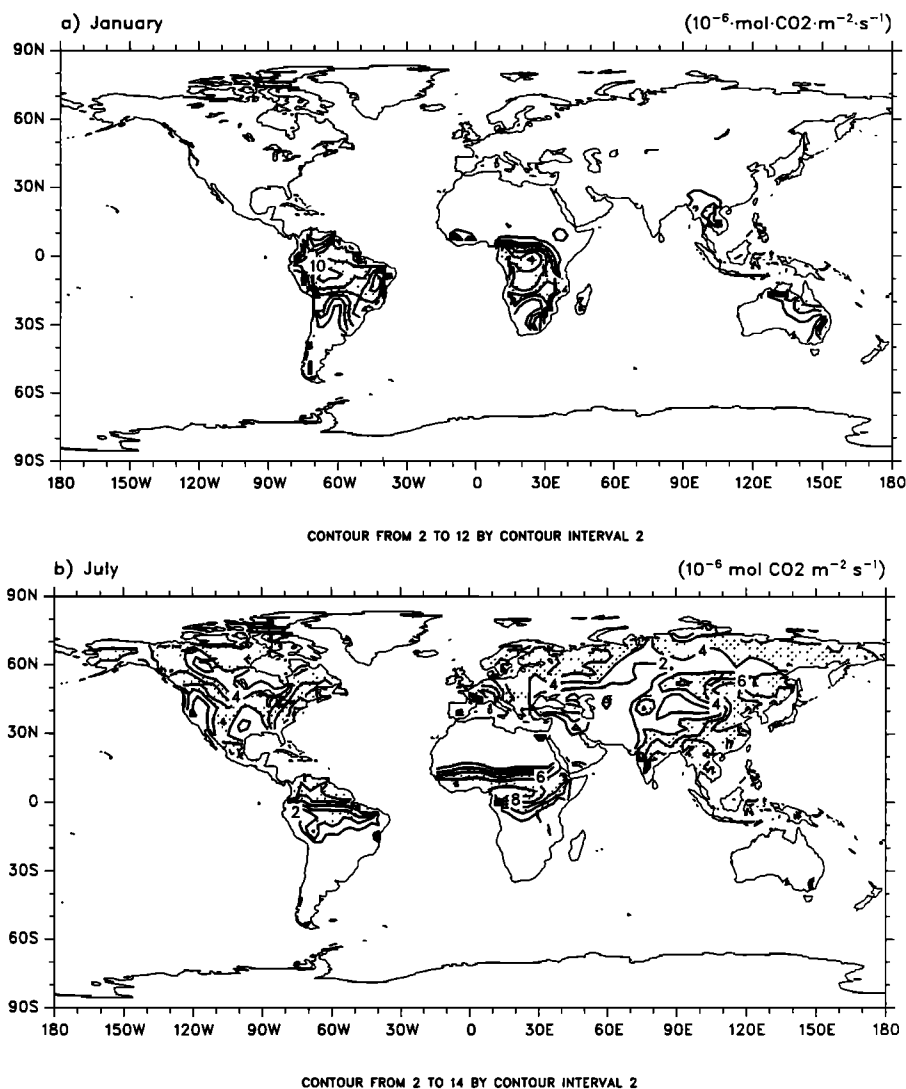 a) January (10⁻⁶·mol·CO2·m⁻²·s⁻¹)
90N
60N
30N
0
30S
60S
90S
10
180 150W 120W 90W 60W 30W 0 30E 60E 90E 120E 150E 180
CONTOUR FROM 2 TO 12 BY CONTOUR INTERVAL 2
b) July (10⁻⁶ mol CO2 m⁻² s⁻¹)
90N
60N
30N
0
30S
60S
90S
4
4
2
4
6
4
6
8
2
180 150W 120W 90W 60W 30W 0 30E 60E 90E 120E 150E 180
CONTOUR FROM 2 TO 14 BY CONTOUR INTERVAL 2